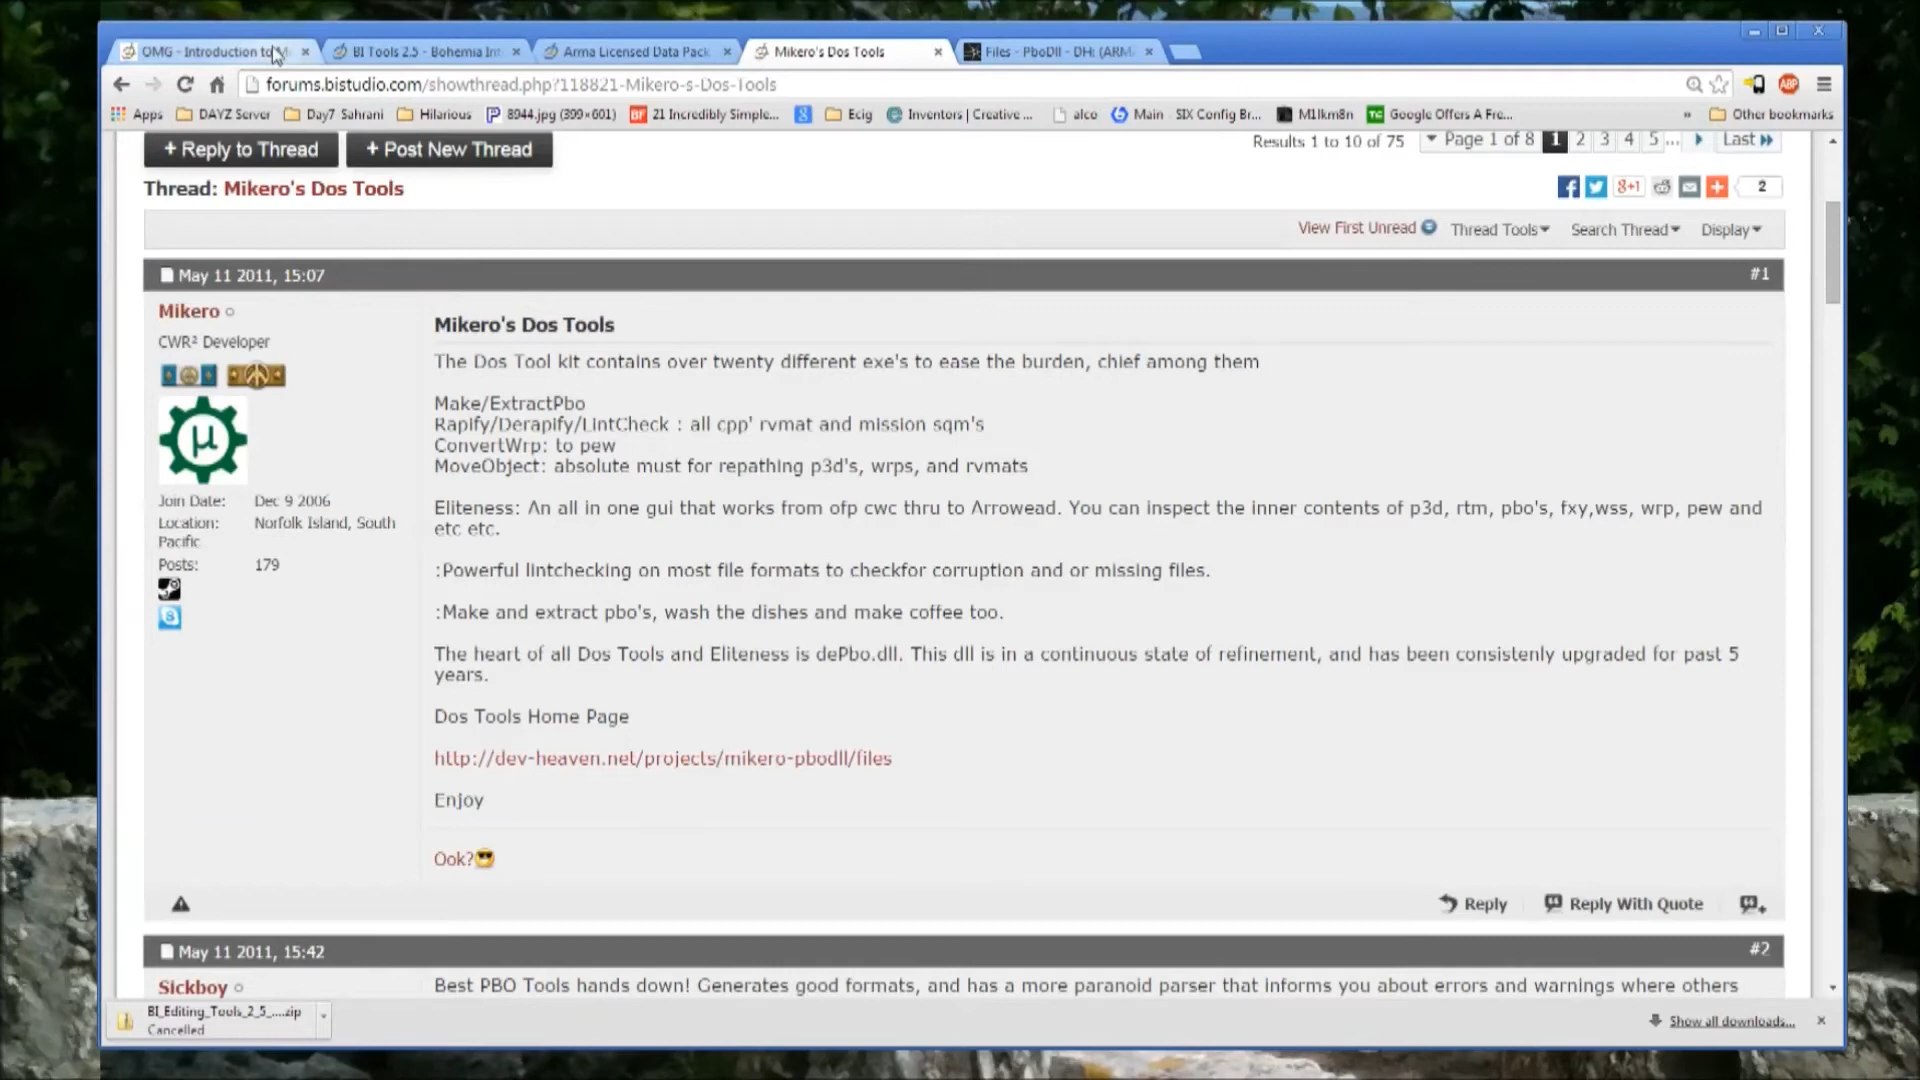 OMG - Introduction to
BI Tools 2.5 - Bohemia Int
Arma Licensed Data Pack
Mikero's Dos Tools
Files - PboDll - DH: (ARM
forums.bistudio.com/showthread.php?118821-Mikero-s-Dos-Tools
ABP
Apps
DAYZ Server
Day7 Sahrani
Hilarious
8944.jpg (399×601)
21 Incredibly Simple...
Ecig
Inventors | Creative ...
alco
Main
SIX Config Br...
M1lkm8n
Google Offers A Fre...
»
Other bookmarks
+ Reply to Thread
+ Post New Thread
Results 1 to 10 of 75
Page 1 of 8
1
2
3
4
5
...
Last
Thread: Mikero's Dos Tools
2
View First Unread
Thread Tools
Search Thread
Display
May 11 2011, 15:07
#1
Mikero
CWR² Developer
µ
Join Date: Dec 9 2006
Location: Norfolk Island, South
Pacific
Posts: 179
Mikero's Dos Tools
The Dos Tool kit contains over twenty different exe's to ease the burden, chief among them
Make/ExtractPbo
Rapify/Derapify/LintCheck : all cpp' rvmat and mission sqm's
ConvertWrp: to pew
MoveObject: absolute must for repathing p3d's, wrps, and rvmats
Eliteness: An all in one gui that works from ofp cwc thru to Arrowead. You can inspect the inner contents of p3d, rtm, pbo's, fxy,wss, wrp, pew and
etc etc.
:Powerful lintchecking on most file formats to checkfor corruption and or missing files.
:Make and extract pbo's, wash the dishes and make coffee too.
The heart of all Dos Tools and Eliteness is dePbo.dll. This dll is in a continuous state of refinement, and has been consistenly upgraded for past 5
years.
Dos Tools Home Page
http://dev-heaven.net/projects/mikero-pbodll/files
Enjoy
Ook?
Reply
Reply With Quote
May 11 2011, 15:42
#2
Sickboy
Best PBO Tools hands down! Generates good formats, and has a more paranoid parser that informs you about errors and warnings where others
BI_Editing_Tools_2_5_....zip
Cancelled
Show all downloads...